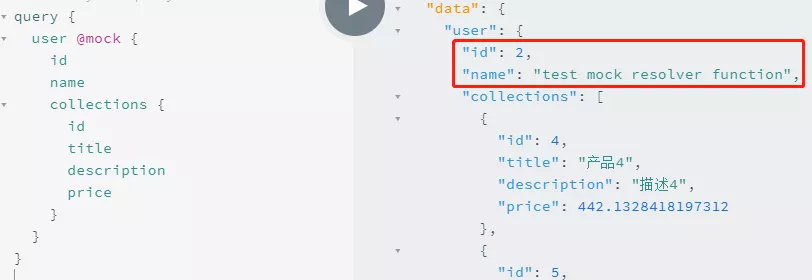 query {
user @mock {
id
name
collections {
id
title
description
price
}
}
}
"data": {
"user": {
"id": 2,
"name": "test mock resolver function",
"collections": [
{
"id": 4,
"title": "产品4",
"description": "描述4",
"price": 442.1328418197312
},
{
"id": 5,